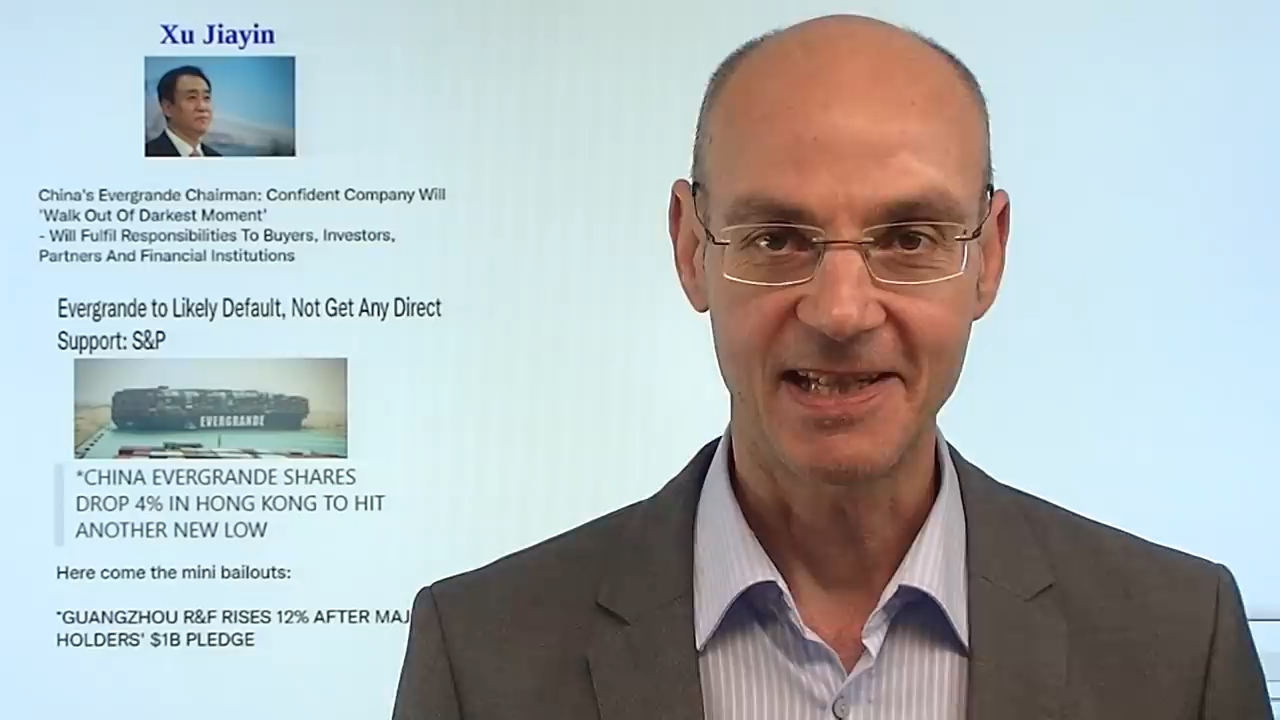 Xu Jiayin
China's Evergrande Chairman: Confident Company Will
'Walk Out Of Darkest Moment'
- Will Fulfil Responsibilities To Buyers, Investors,
Partners And Financial Institutions
Evergrande to Likely Default, Not Get Any Direct
Support: S&P
EVERGRANDE
*CHINA EVERGRANDE SHARES
DROP 4% IN HONG KONG TO HIT
ANOTHER NEW LOW
Here come the mini bailouts:
*GUANGZHOU R&F RISES 12% AFTER MAJ
HOLDERS' $1B PLEDGE